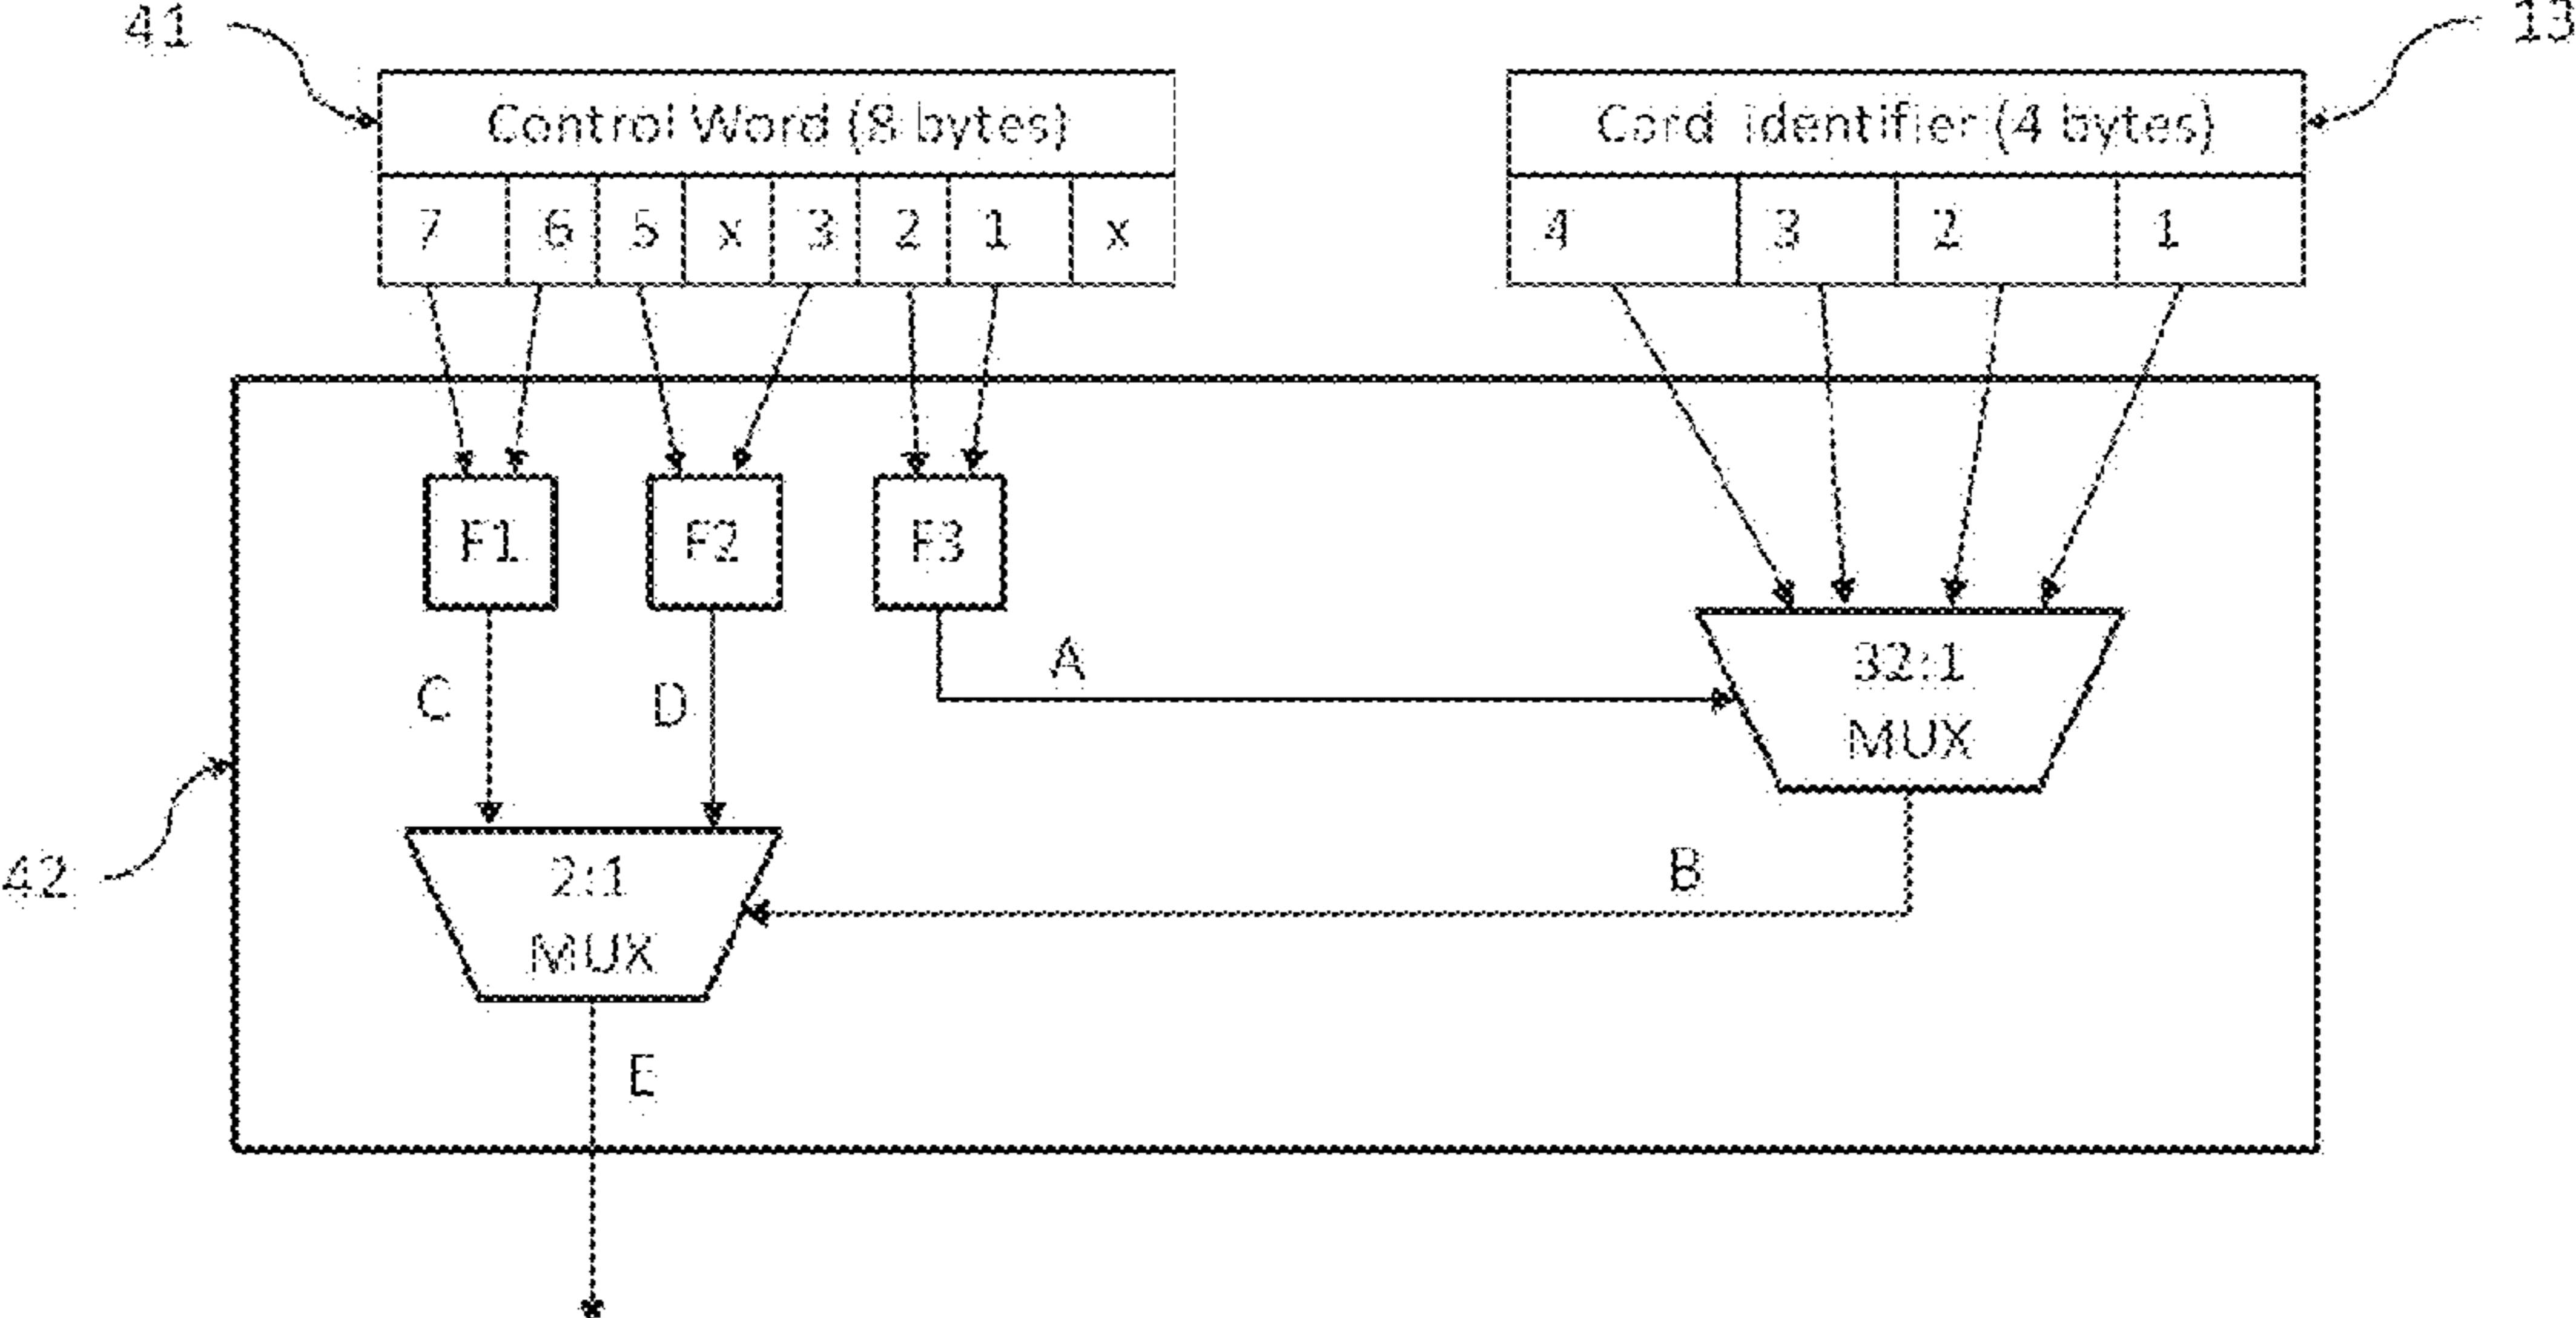 41
13
Control Word (8 bytes)
Card identifier (4 bytes)
7 6 5 x 3 2 1 x
4 3 2 1
F1 F2 F3
A
32:1
MUX
C
D
B
2:1
MUX
42
E